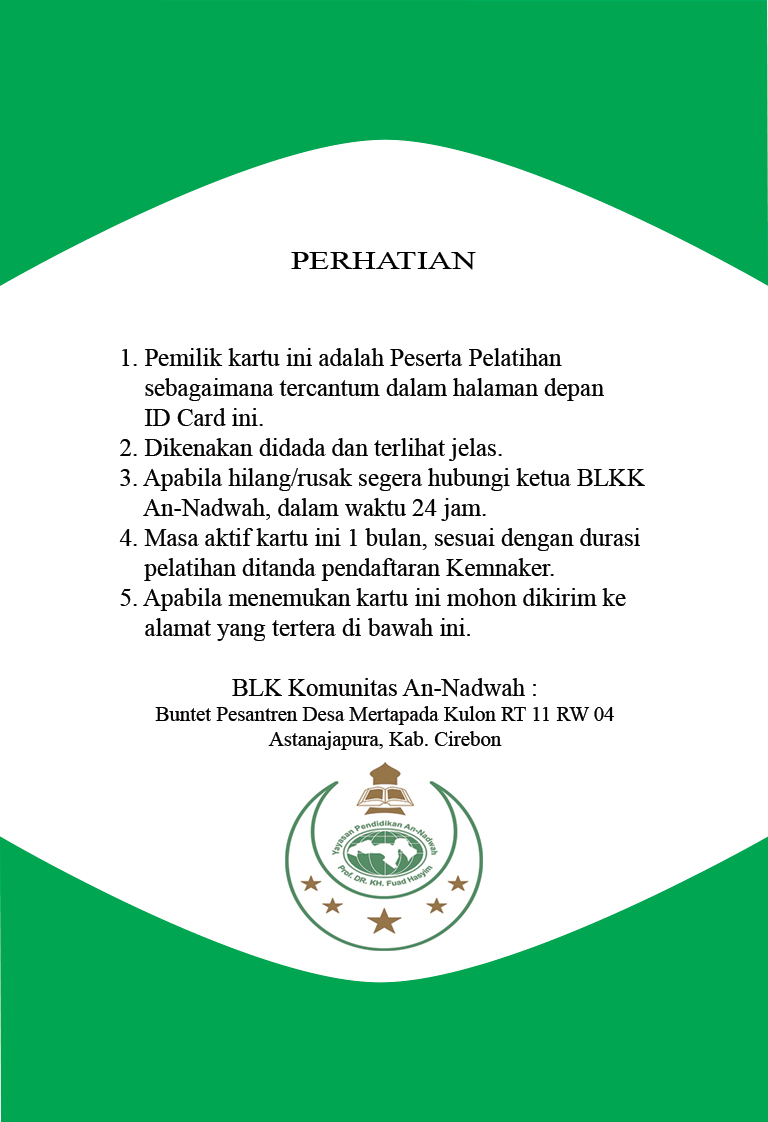 PERHATIAN
1. Pemilik kartu ini adalah Peserta Pelatihan
sebagaimana tercantum dalam halaman depan
ID Card ini.
2. Dikenakan didada dan terlihat jelas.
3. Apabila hilang/rusak segera hubungi ketua BLKK
An-Nadwah, dalam waktu 24 jam.
4. Masa aktif kartu ini 1 bulan, sesuai dengan durasi
pelatihan ditanda pendaftaran Kemnaker.
5. Apabila menemukan kartu ini mohon dikirim ke
alamat yang tertera di bawah ini.
BLK Komunitas An-Nadwah :
Buntet Pesantren Desa Mertapada Kulon RT 11 RW 04
Astanajapura, Kab. Cirebon
Yayasan Pendidikan An-Nadwah
Prof. DR. KH. Fuad Hasyim